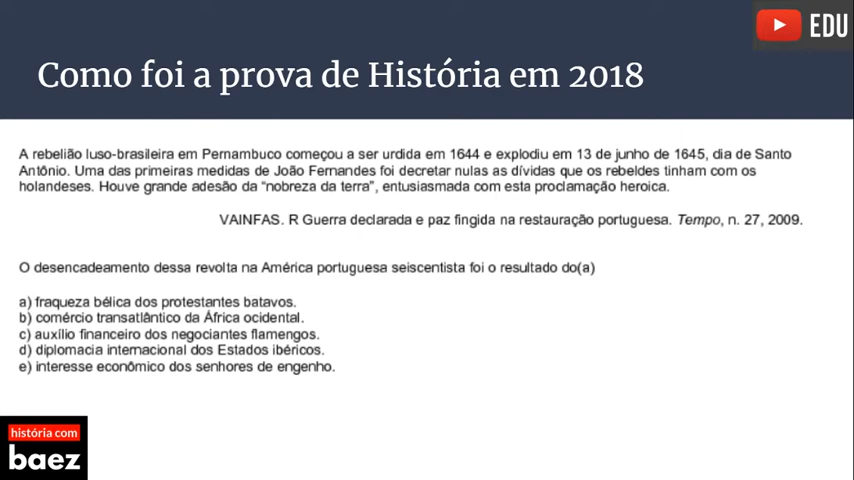 EDU
Como foi a prova de História em 2018
A rebelião luso-brasileira em Pernambuco começou a ser urdida em 1644 e explodiu em 13 de junho de 1645, dia de Santo
Antônio. Uma das primeiras medidas de João Fernandes foi decretar nulas as dívidas que os rebeldes tinham com os
holandeses. Houve grande adesão da “nobreza da terra”, entusiasmada com esta proclamação heroica.
VAINFAS. R Guerra declarada e paz fingida na restauração portuguesa. Tempo, n. 27, 2009.
O desencadeamento dessa revolta na América portuguesa seiscentista foi o resultado do(a)
a) fraqueza bélica dos protestantes batavos.
b) comércio transatlântico da África ocidental.
c) auxílio financeiro dos negociantes flamengos.
d) diplomacia internacional dos Estados ibéricos.
e) interesse econômico dos senhores de engenho.
história com
baez